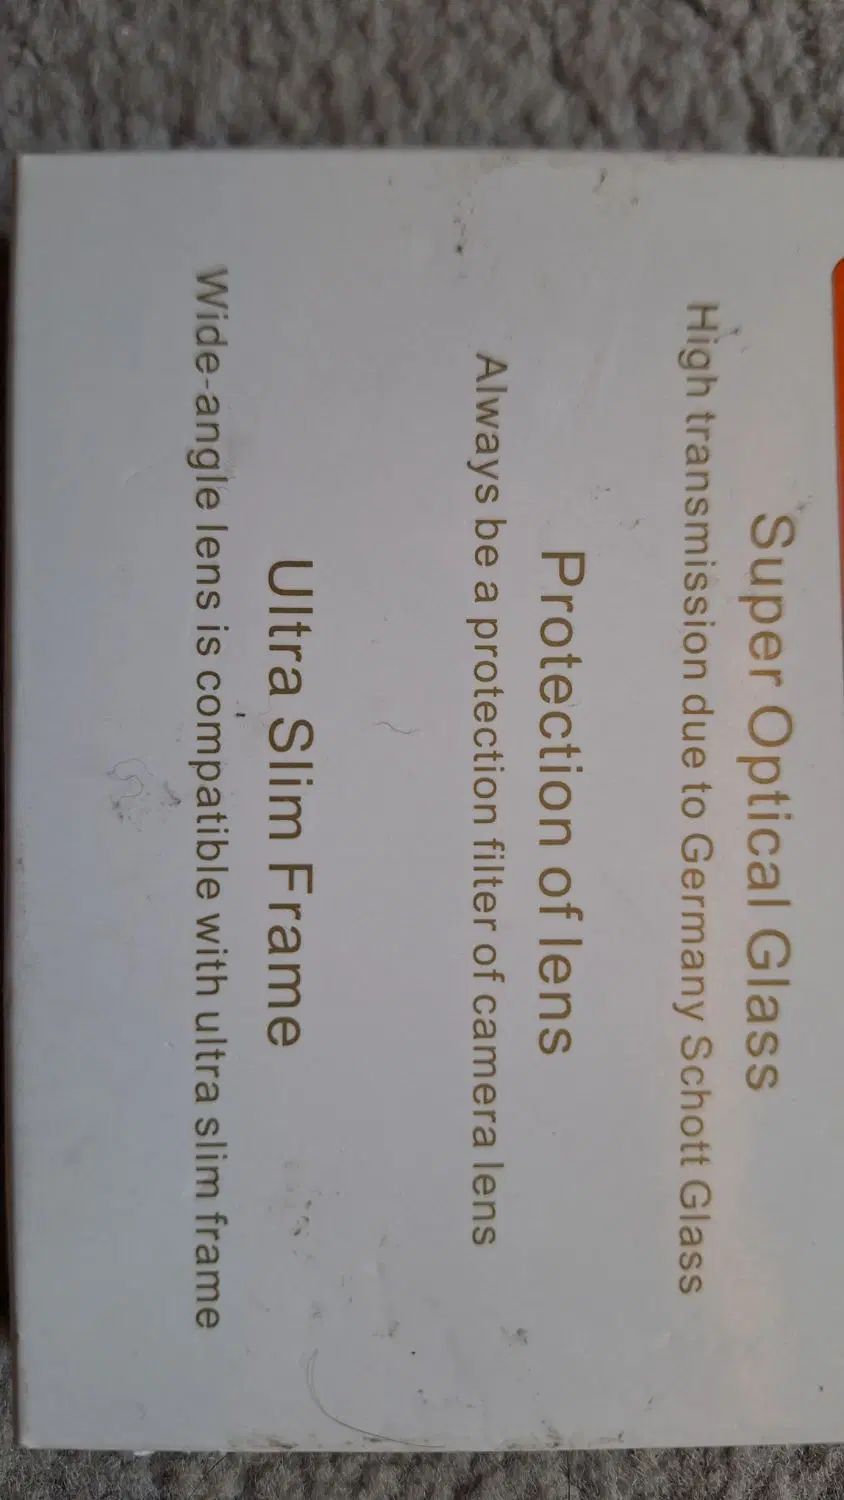 Super Optical Glass
High transmission due to Germany Schott Glass
Protection of lens
Always be a protection filter of camera lens
Ultra Slim Frame
Wide-angle lens is compatible with ultra slim frame